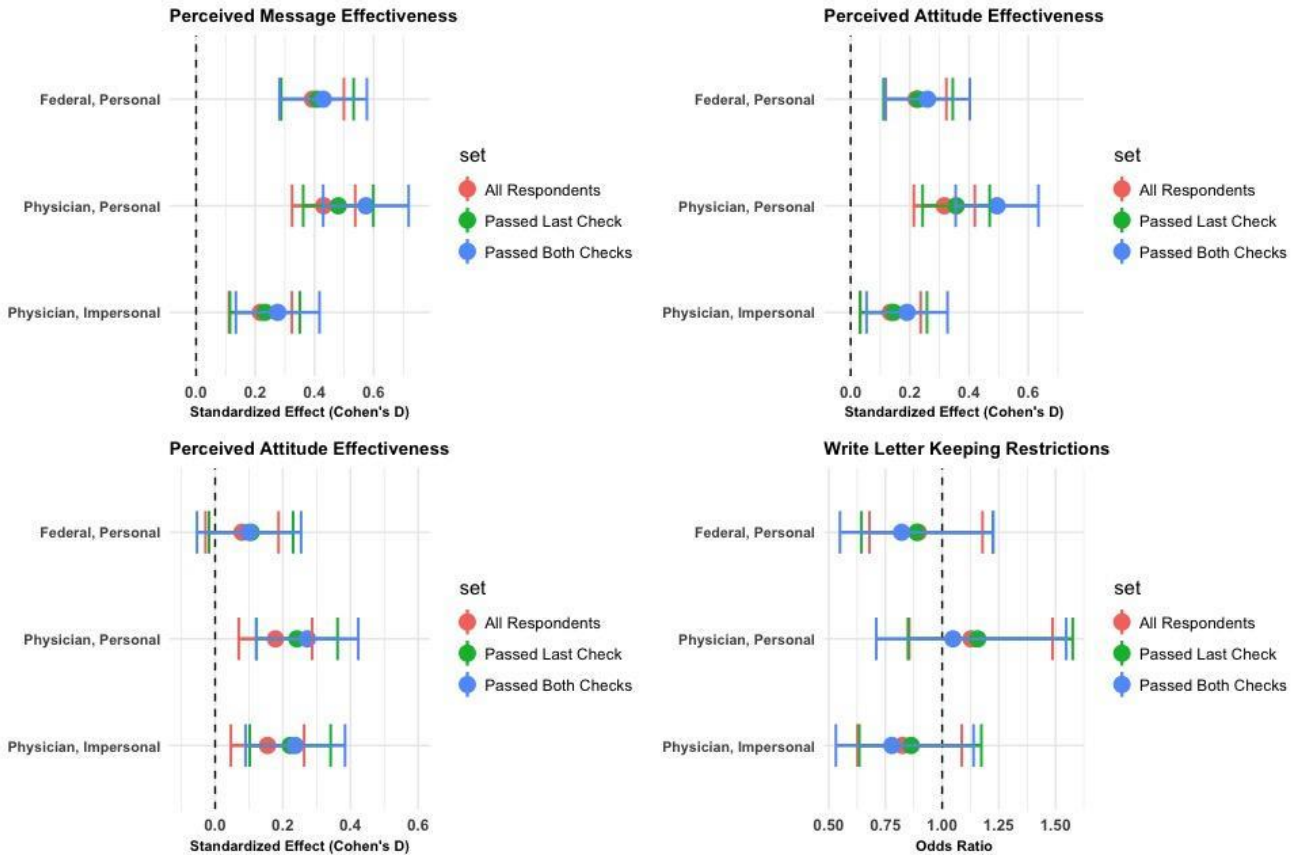 Perceived Message Effectiveness
Federal, Personal
Physician, Personal
Physician, Impersonal
0.0 0.2 0.4 0.6
Standardized Effect (Cohen's D)
set
All Respondents
Passed Last Check
Passed Both Checks
Perceived Attitude Effectiveness
Federal, Personal
Physician, Personal
Physician, Impersonal
0.0 0.2 0.4 0.6
Standardized Effect (Cohen's D)
set
All Respondents
Passed Last Check
Passed Both Checks
Perceived Attitude Effectiveness
Federal, Personal
Physician, Personal
Physician, Impersonal
0.0 0.2 0.4 0.6
Standardized Effect (Cohen's D)
set
All Respondents
Passed Last Check
Passed Both Checks
Write Letter Keeping Restrictions
Federal, Personal
Physician, Personal
Physician, Impersonal
0.50 0.75 1.00 1.25 1.50
Odds Ratio
set
All Respondents
Passed Last Check
Passed Both Checks